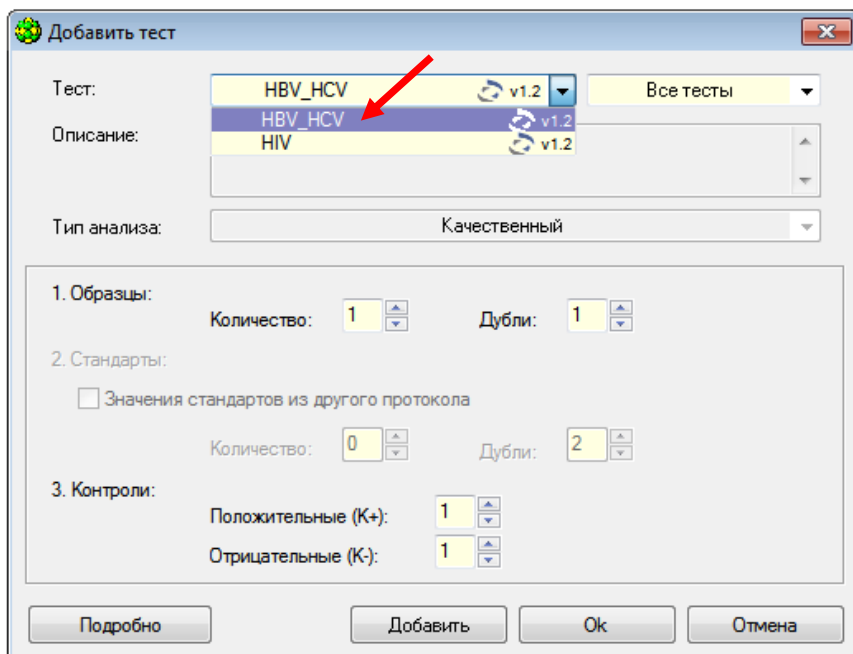 Добавить тест
Тест: HBV_HCV v1.2 Все тесты
HBV_HCV v1.2
Описание: HIV v1.2
Тип анализа: Качественный
1. Образцы:
Количество: 1 Дубли: 1
2. Стандарты:
Значения стандартов из другого протокола
Количество: 0 Дубли: 2
3. Контроли:
Положительные (K+): 1
Отрицательные (K-): 1
Подробно Добавить Ok Отмена